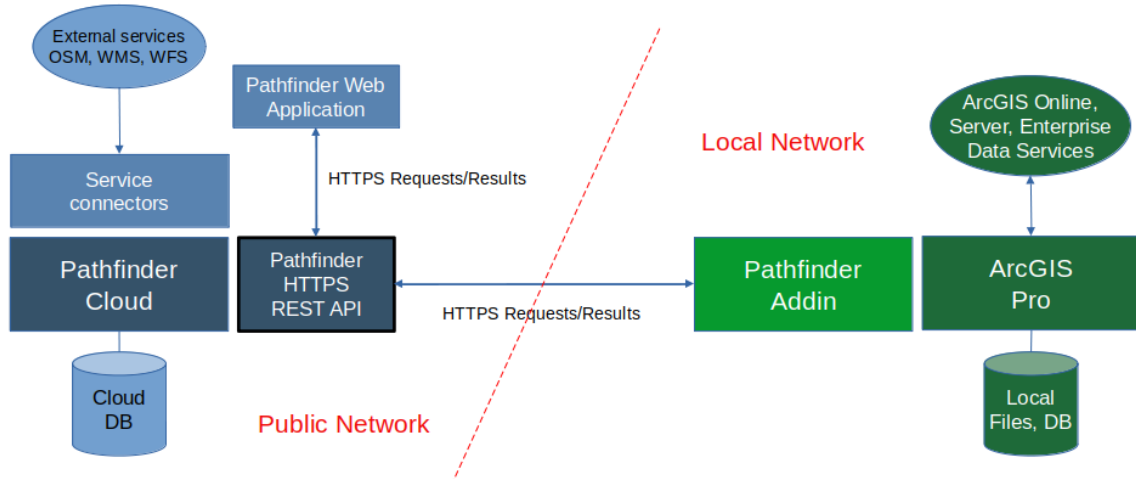 External services
OSM, WMS, WFS
Pathfinder Web
Application
ArcGIS Online,
Server, Enterprise
Data Services
Local Network
HTTPS Requests/Results
Service
connectors
Pathfinder
Cloud
Pathfinder
HTTPS
REST API
HTTPS Requests/Results
Pathfinder
Addin
ArcGIS
Pro
Cloud
DB
Public Network
Local
Files, DB